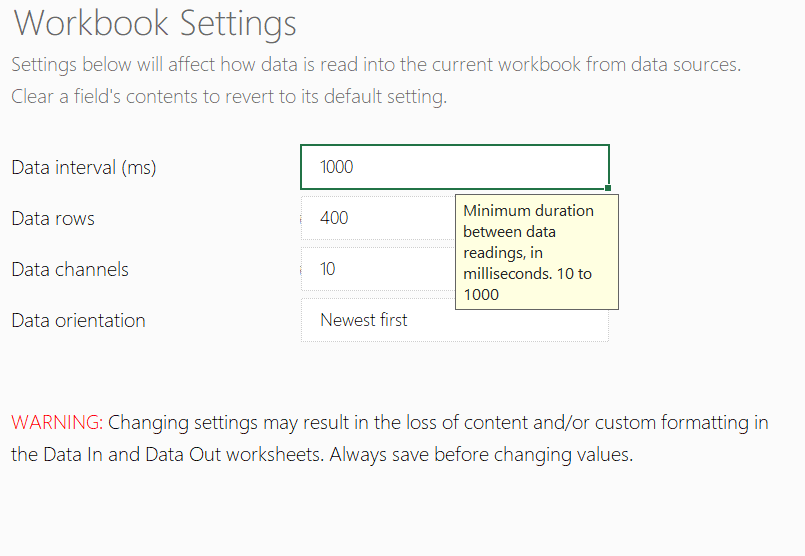 Workbook Settings
Settings below will affect how data is read into the current workbook from data sources.
Clear a field's contents to revert to its default setting.
Data interval (ms) 1000
Data rows 400
Data channels 10
Data orientation Newest first
Minimum duration
between data
readings, in
milliseconds. 10 to
1000
WARNING: Changing settings may result in the loss of content and/or custom formatting in
the Data In and Data Out worksheets. Always save before changing values.